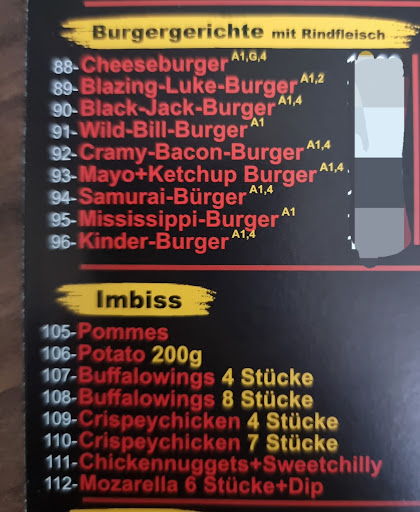 Burgergerichte mit Rindfleisch
88-Cheeseburger A1,G,4
89-Blazing-Luke-Burger A1,2
90-Black-Jack-Burger A1,4
91-Wild-Bill-Burger A1
92-Cramy-Bacon-Burger A1,4
93-Mayo+Ketchup Burger A1,4
94-Samurai-Bürger A1,4
95-Mississippi-Burger A1
96-Kinder-Burger A1,4
Imbiss
105-Pommes
106-Potato 200g
107-Buffalowings 4 Stücke
108-Buffalowings 8 Stücke
109-Crispeychicken 4 Stücke
110-Crispeychicken 7 Stücke
111-Chickennuggets+Sweetchilly
112-Mozarella 6 Stücke+Dip